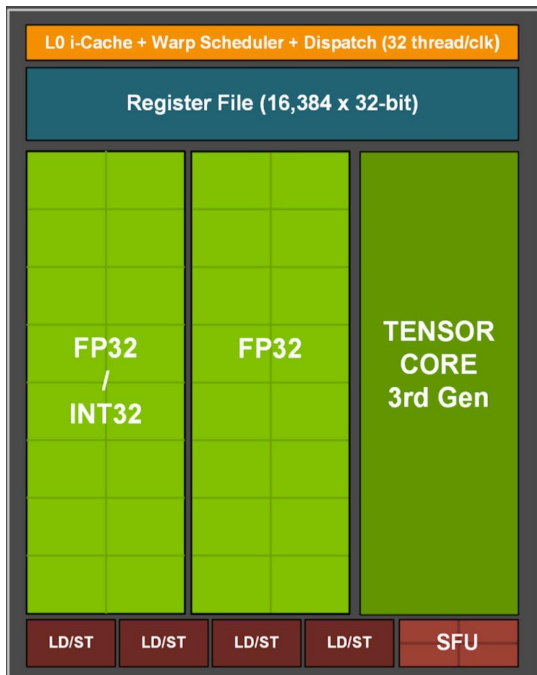 L0 i-Cache + Warp Scheduler + Dispatch (32 thread/clk)
Register File (16,384 x 32-bit)
FP32
/
INT32
FP32
TENSOR
CORE
3rd Gen
LD/ST LD/ST LD/ST LD/ST SFU